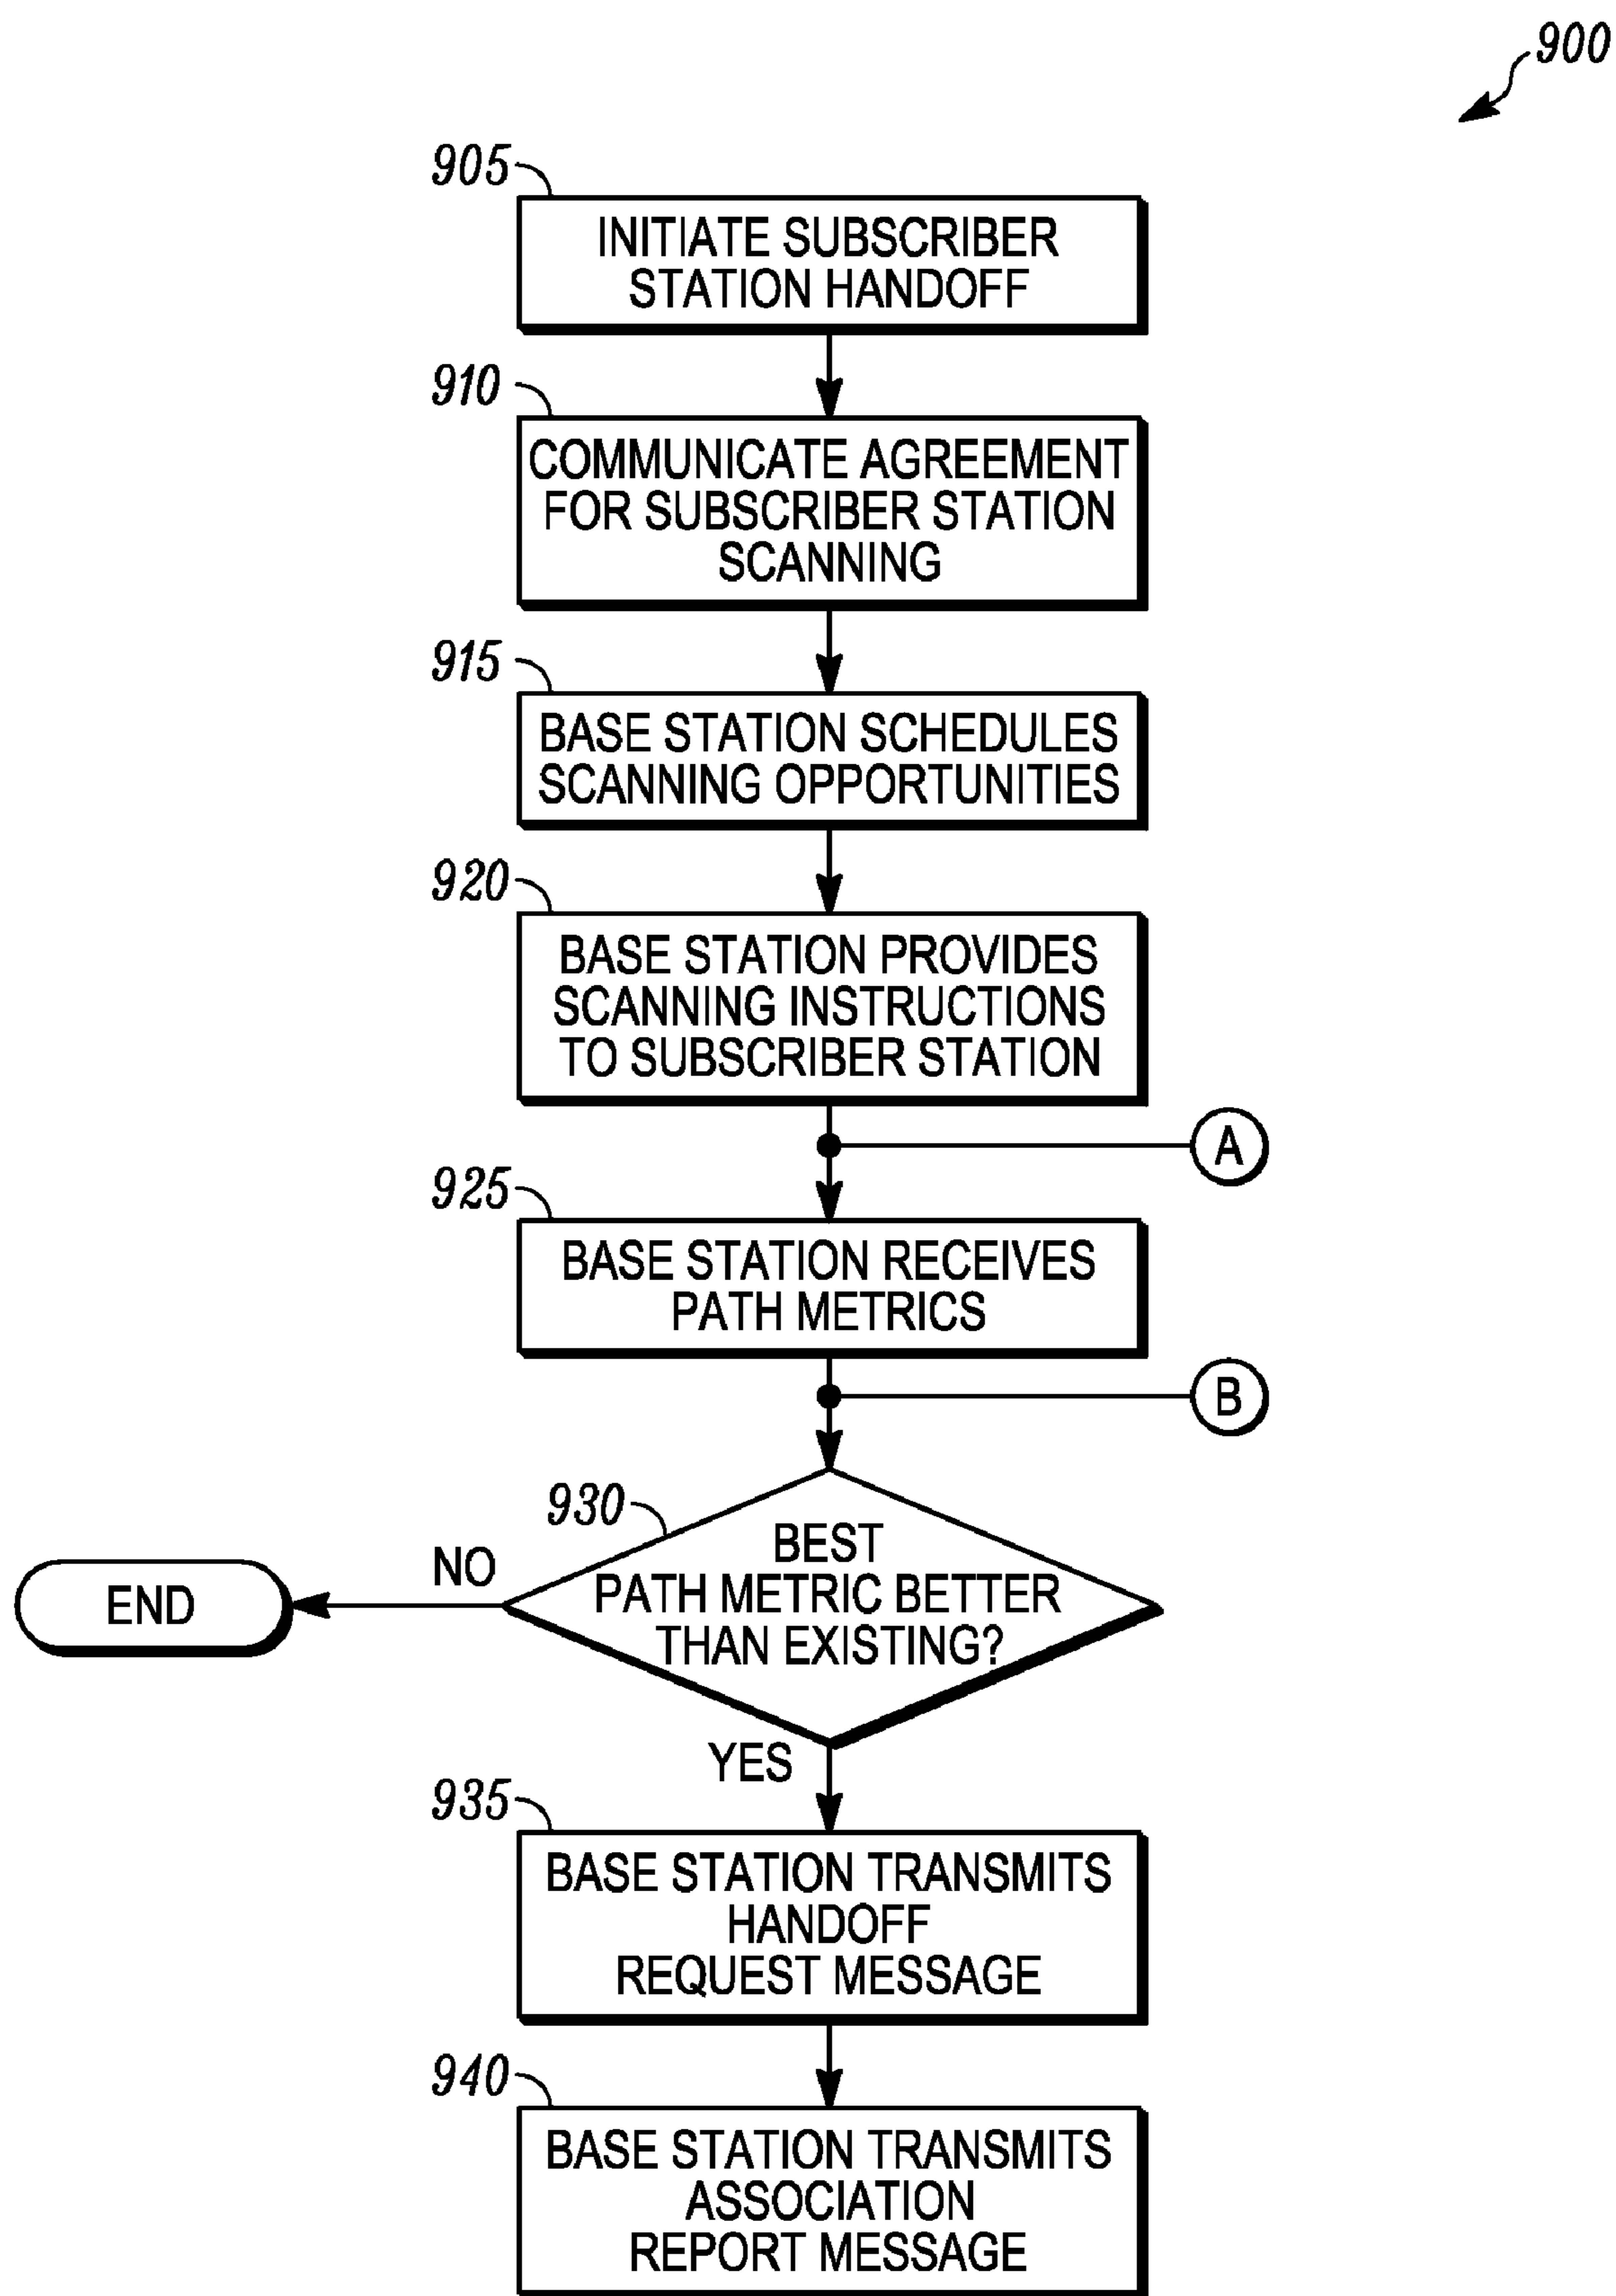 900
905
INITIATE SUBSCRIBER
STATION HANDOFF
910
COMMUNICATE AGREEMENT
FOR SUBSCRIBER STATION
SCANNING
915
BASE STATION SCHEDULES
SCANNING OPPORTUNITIES
920
BASE STATION PROVIDES
SCANNING INSTRUCTIONS
TO SUBSCRIBER STATION
A
925
BASE STATION RECEIVES
PATH METRICS
B
930
BEST
PATH METRIC BETTER
THAN EXISTING?
NO
END
YES
935
BASE STATION TRANSMITS
HANDOFF
REQUEST MESSAGE
940
BASE STATION TRANSMITS
ASSOCIATION
REPORT MESSAGE